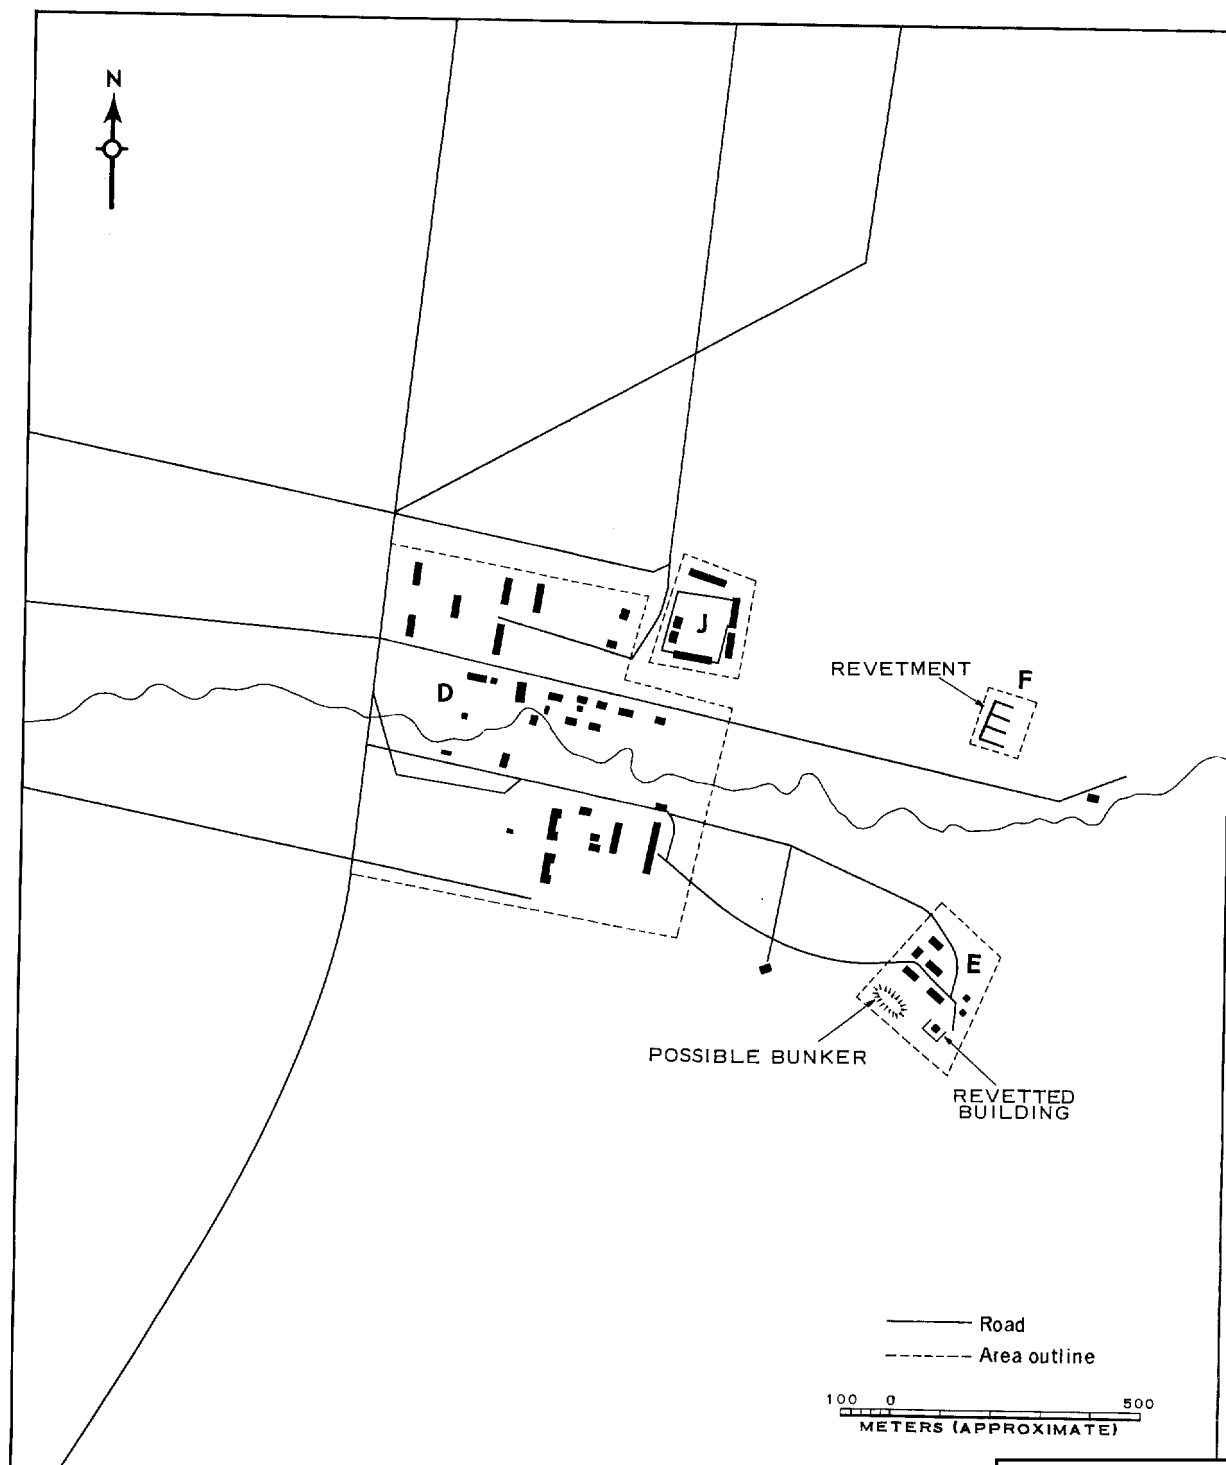 N
J
D
REVETMENT
F
E
POSSIBLE BUNKER
REVETTED
BUILDING
Road
Area outline
100 0 500
METERS (APPROXIMATE)